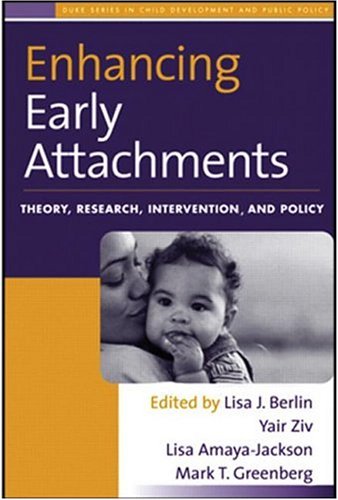 DUKE SERIES IN CHILD DEVELOPMENT AND PUBLIC POLICY
Enhancing
Early
Attachments
THEORY, RESEARCH, INTERVENTION, AND POLICY
Edited by Lisa J. Berlin
Yair Ziv
Lisa Amaya-Jackson
Mark T. Greenberg